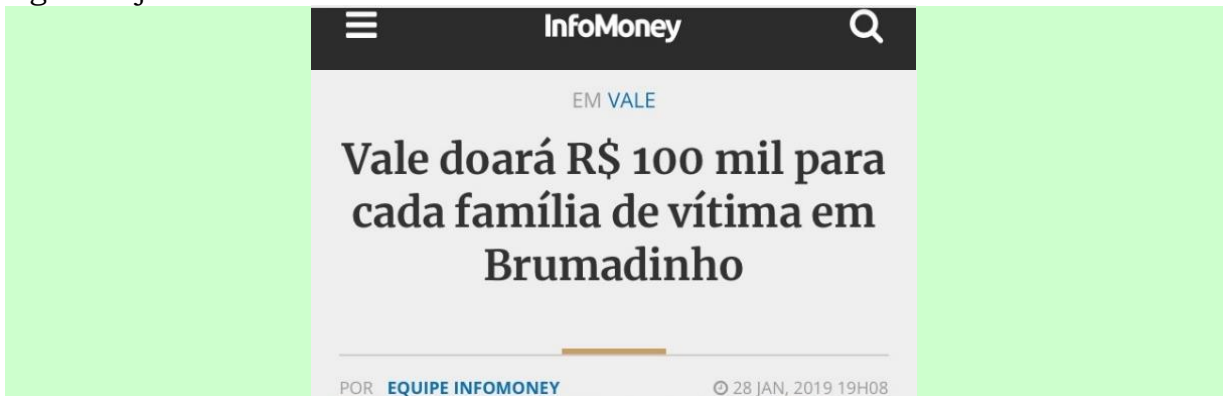 InfoMoney
EM VALE
Vale doará R$ 100 mil para
cada família de vítima em
Brumadinho
POR EQUIPE INFOMONEY 28 JAN, 2019 19H08